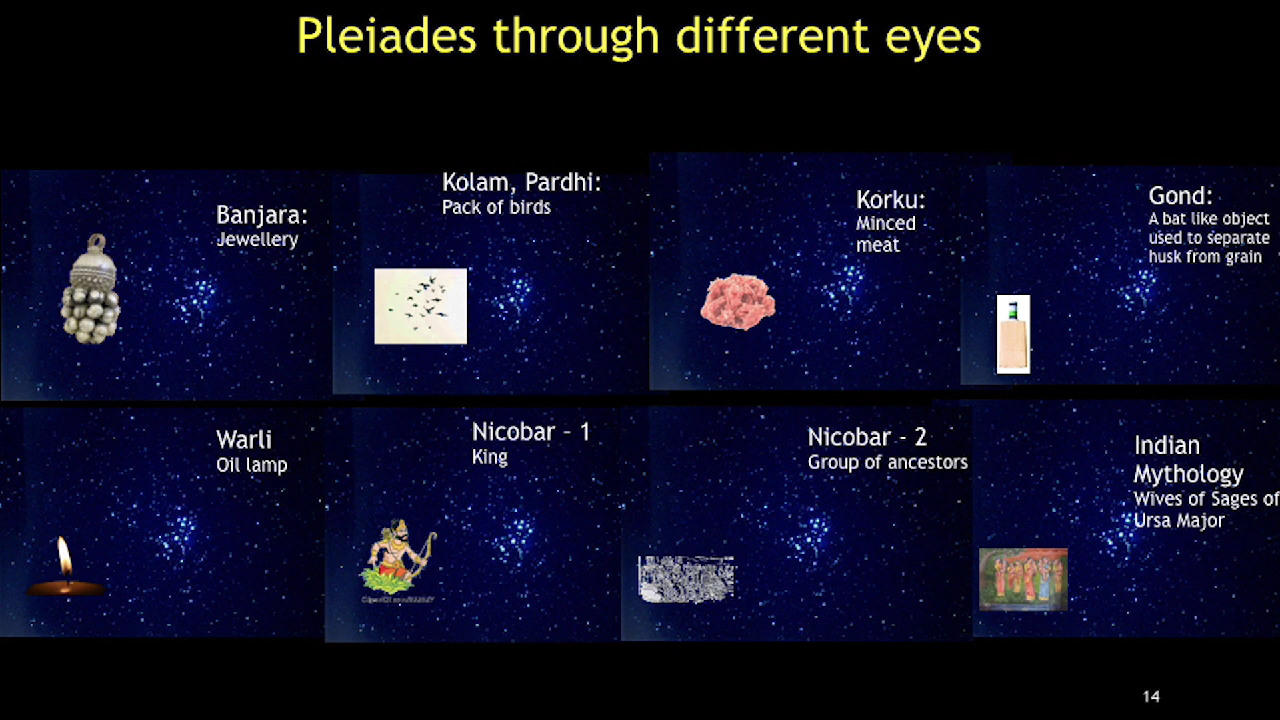 Pleiades through different eyes
Banjara:
Jewellery
Kolam, Pardhi:
Pack of birds
Korku:
Minced
meat
Gond:
A bat like object
used to separate
husk from grain
Warli
Oil lamp
Nicobar – 1
King
Nicobar - 2
Group of ancestors
Indian
Mythology
Wives of Sages of
Ursa Major
14